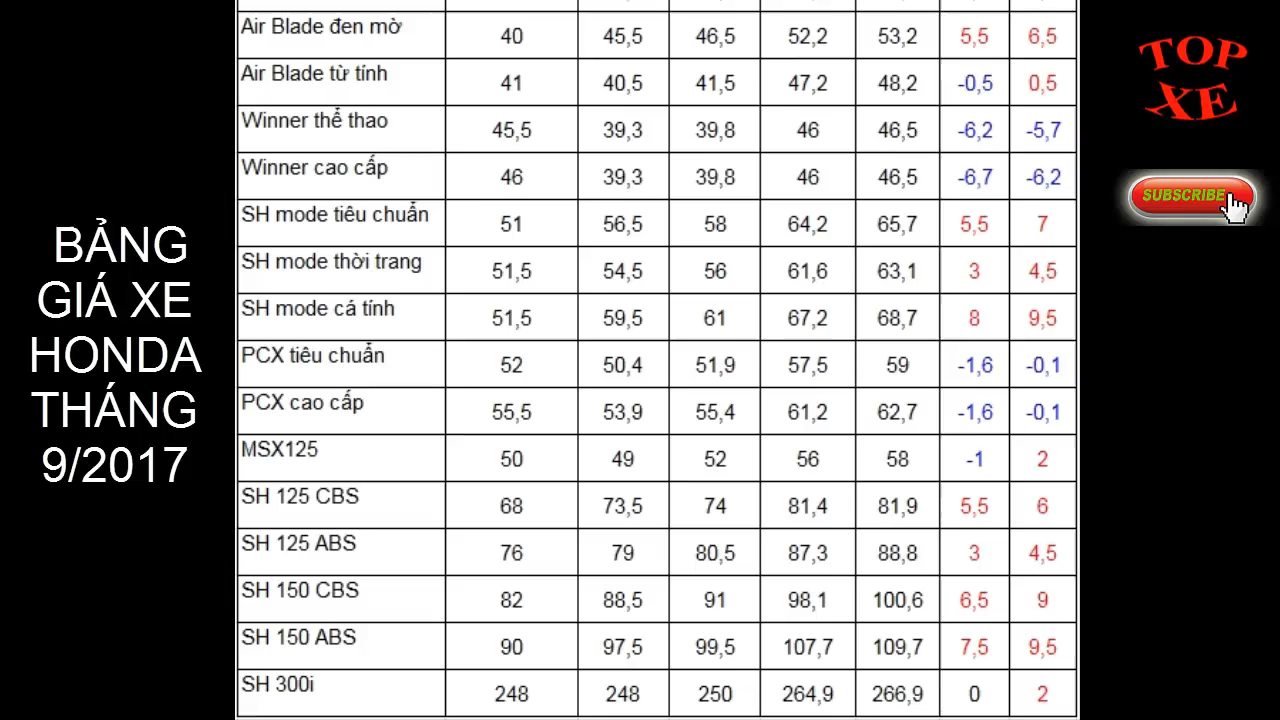 BẢNG
GIÁ XE
HONDA
THÁNG
9/2017
Air Blade đen mờ 40 45,5 46,5 52,2 53,2 5,5 6,5
Air Blade từ tính 41 40,5 41,5 47,2 48,2 -0,5 0,5
Winner thể thao 45,5 39,3 39,8 46 46,5 -6,2 -5,7
Winner cao cấp 46 39,3 39,8 46 46,5 -6,7 -6,2
SH mode tiêu chuẩn 51 56,5 58 64,2 65,7 5,5 7
SH mode thời trang 51,5 54,5 56 61,6 63,1 3 4,5
SH mode cá tính 51,5 59,5 61 67,2 68,7 8 9,5
PCX tiêu chuẩn 52 50,4 51,9 57,5 59 -1,6 -0,1
PCX cao cấp 55,5 53,9 55,4 61,2 62,7 -1,6 -0,1
MSX125 50 49 52 56 58 -1 2
SH 125 CBS 68 73,5 74 81,4 81,9 5,5 6
SH 125 ABS 76 79 80,5 87,3 88,8 3 4,5
SH 150 CBS 82 88,5 91 98,1 100,6 6,5 9
SH 150 ABS 90 97,5 99,5 107,7 109,7 7,5 9,5
SH 300i 248 248 250 264,9 266,9 0 2
TOP
XE
SUBSCRIBE